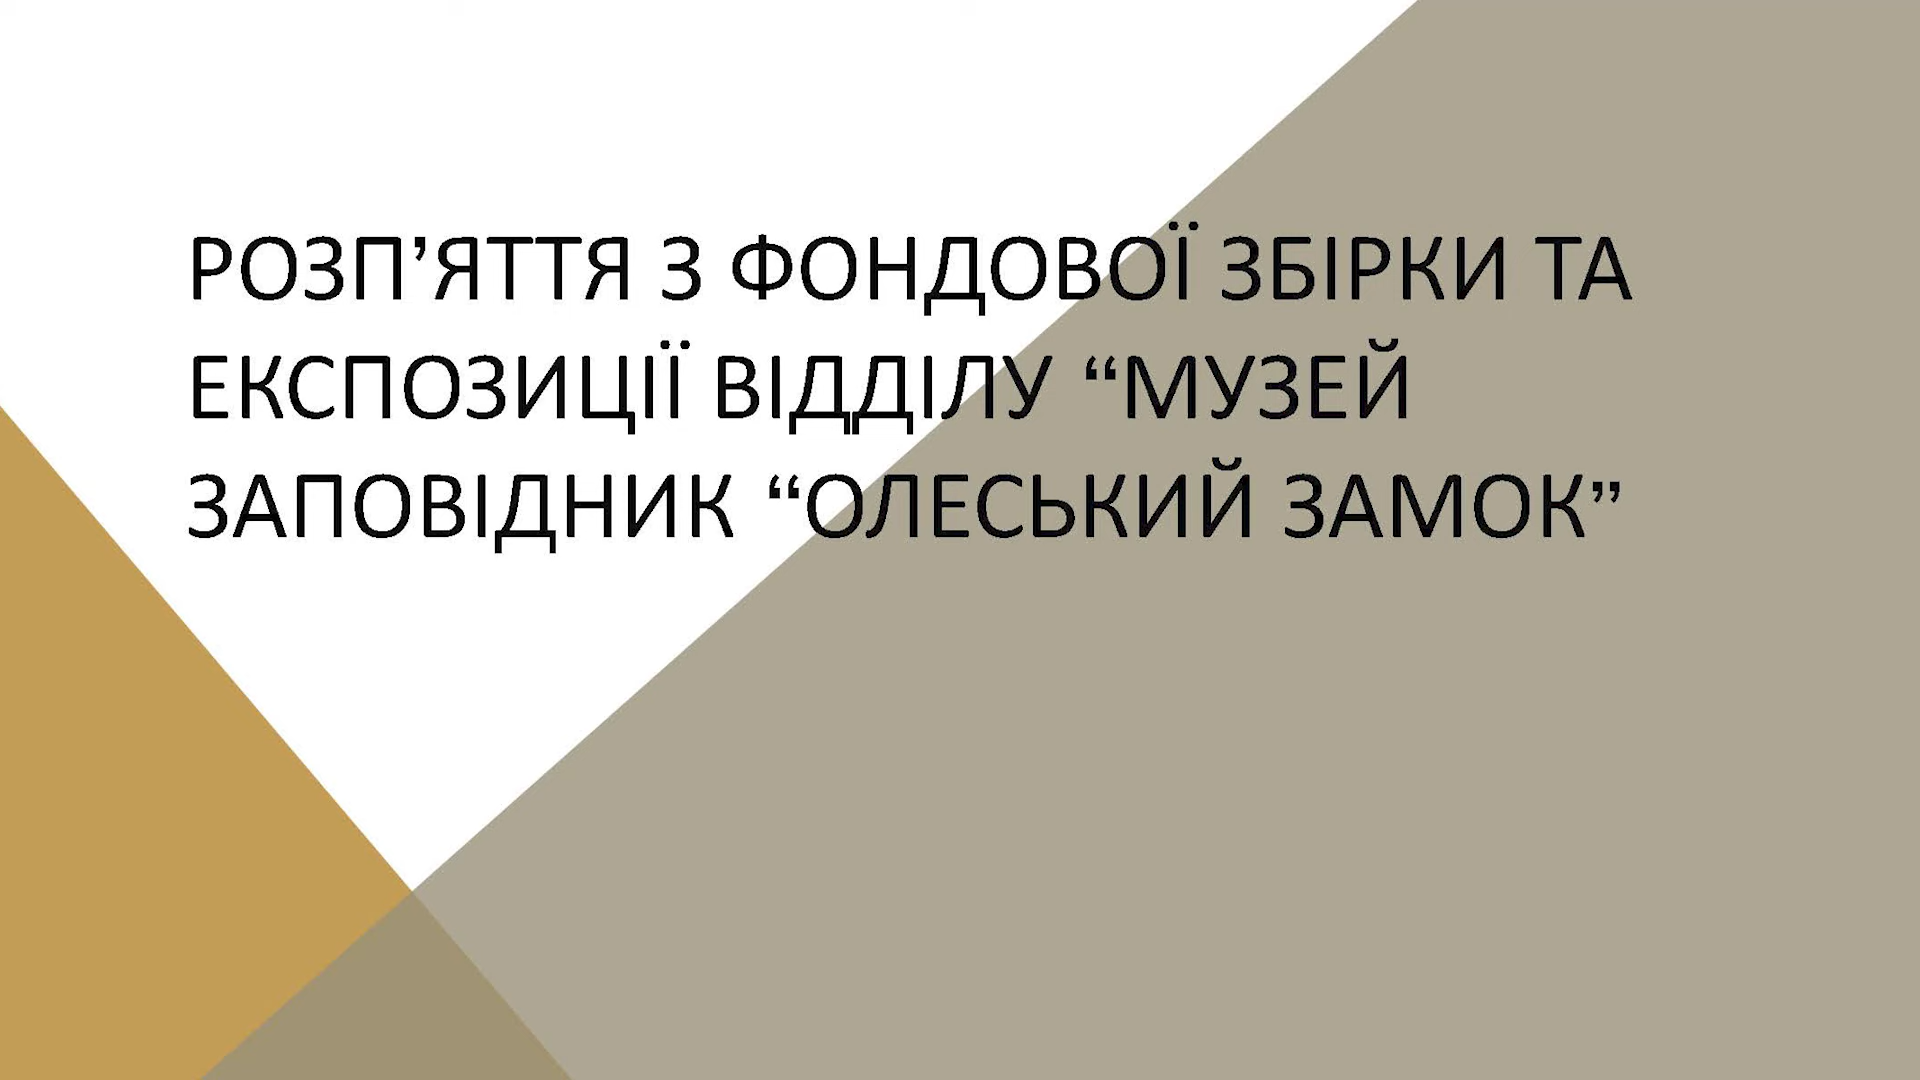 РОЗП’ЯТТЯ З ФОНДОВОЇ ЗБІРКИ ТА
ЕКСПОЗИЦІЇ ВІДДІЛУ “МУЗЕЙ
ЗАПОВІДНИК “ОЛЕСЬКИЙ ЗАМОК”